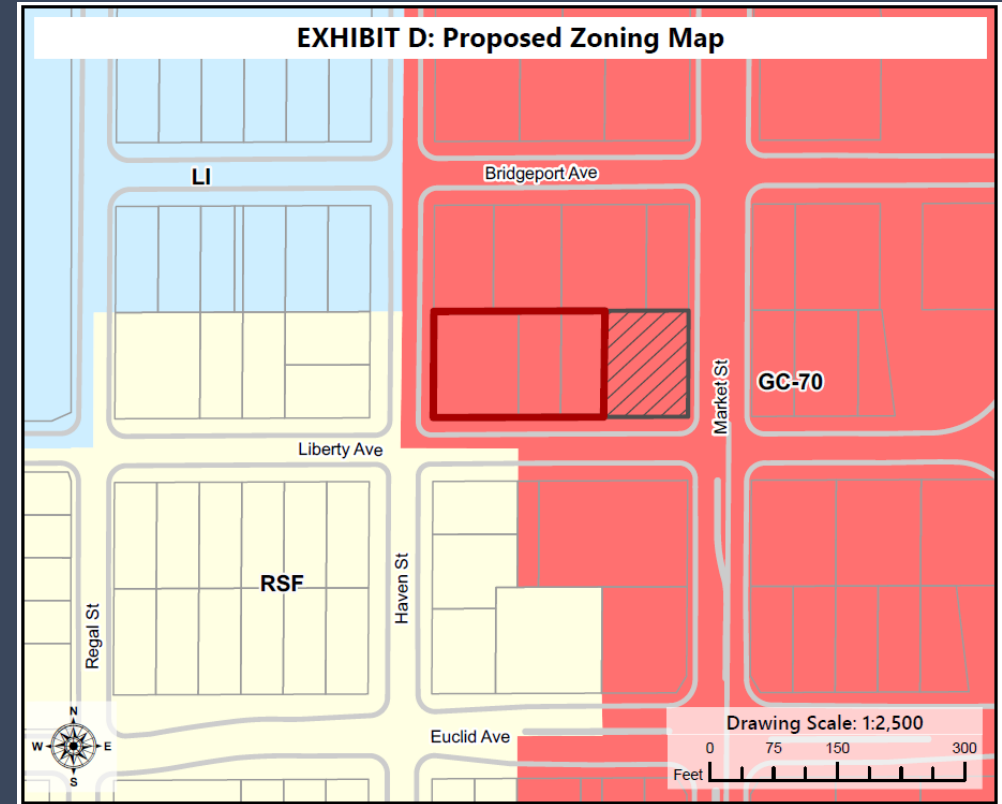 EXHIBIT D: Proposed Zoning Map
LI
Bridgeport Ave
Market St
GC-70
Liberty Ave
Haven St
RSF
Regal St
Euclid Ave
N
W E
S
Drawing Scale: 1:2,500
0 75 150 300
Feet